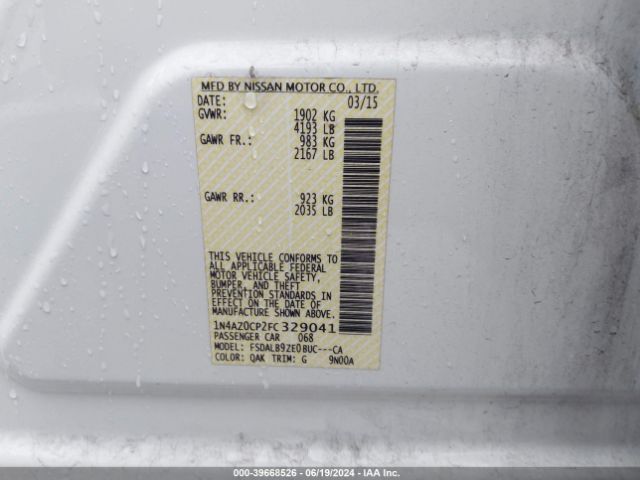 MFD BY NISSAN MOTOR CO., LTD.
DATE: 03/15
GVWR: 1902 KG
4193 LB
GAWR FR: 983 KG
2167 LB
GAWR RR: 923 KG
2035 LB
THIS VEHICLE CONFORMS TO
ALL APPLICABLE FEDERAL
MOTOR VEHICLE SAFETY,
BUMPER, AND THEFT
PREVENTION STANDARDS IN
EFFECT ON THE DATE OF
MANUFACTURE SHOWN ABOVE.
1N4AZ0CP2FC329041
PASSENGER CAR 068
MODEL: FSDALB9ZE0BUC---CA
COLOR: QAK TRIM: G 9N00A
000-39668526 - 06/19/2024 - IAA Inc.